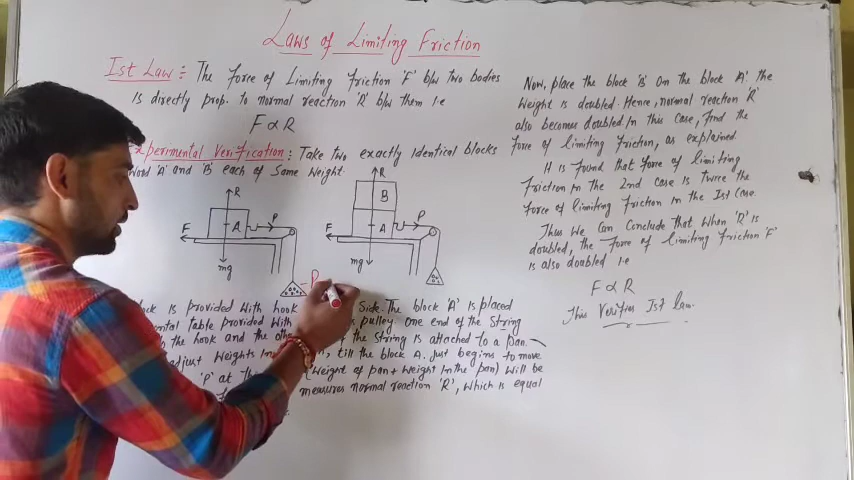 Laws of Limiting Friction
Ist Law :- The force of Limiting friction 'F' b/w two bodies
is directly prop. to normal reaction 'R' b/w them i.e
F ∝ R
Experimental Verification : Take two exactly identical blocks
Wood 'A' and 'B' each of Same Weight.
R
A
P
F
mg
P
R
B
A
P
F
mg
block is provided with hook Side. The block 'A' is placed
table provided with pulley one end of the String
the hook and the of the String is attached to a pan.
adjust weights in till the block A just begins to move
'P' at (Weight of pan + Weight in the pan) will be
measures normal reaction 'R', which is equal
Now, place the block 'B' on the block 'A' the
Weight is doubled. Hence, normal reaction 'R'
also becomes doubled. In this case, find the
force of limiting friction, as explained.
It is found that force of limiting
friction in the 2nd case is twice the
force of limiting friction in the Ist case.
Thus we can conclude that when 'R' is
doubled, the force of limiting friction 'F'
is also doubled i.e
F ∝ R
This Verifies Ist law.